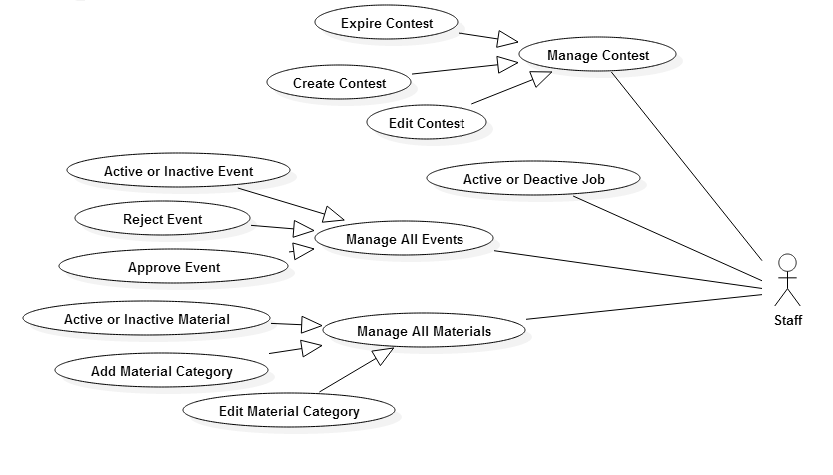 Expire Contest
Manage Contest
Create Contest
Edit Contest
Active or Inactive Event
Active or Deactive Job
Reject Event
Manage All Events
Approve Event
Active or Inactive Material
Staff
Manage All Materials
Add Material Category
Edit Material Category